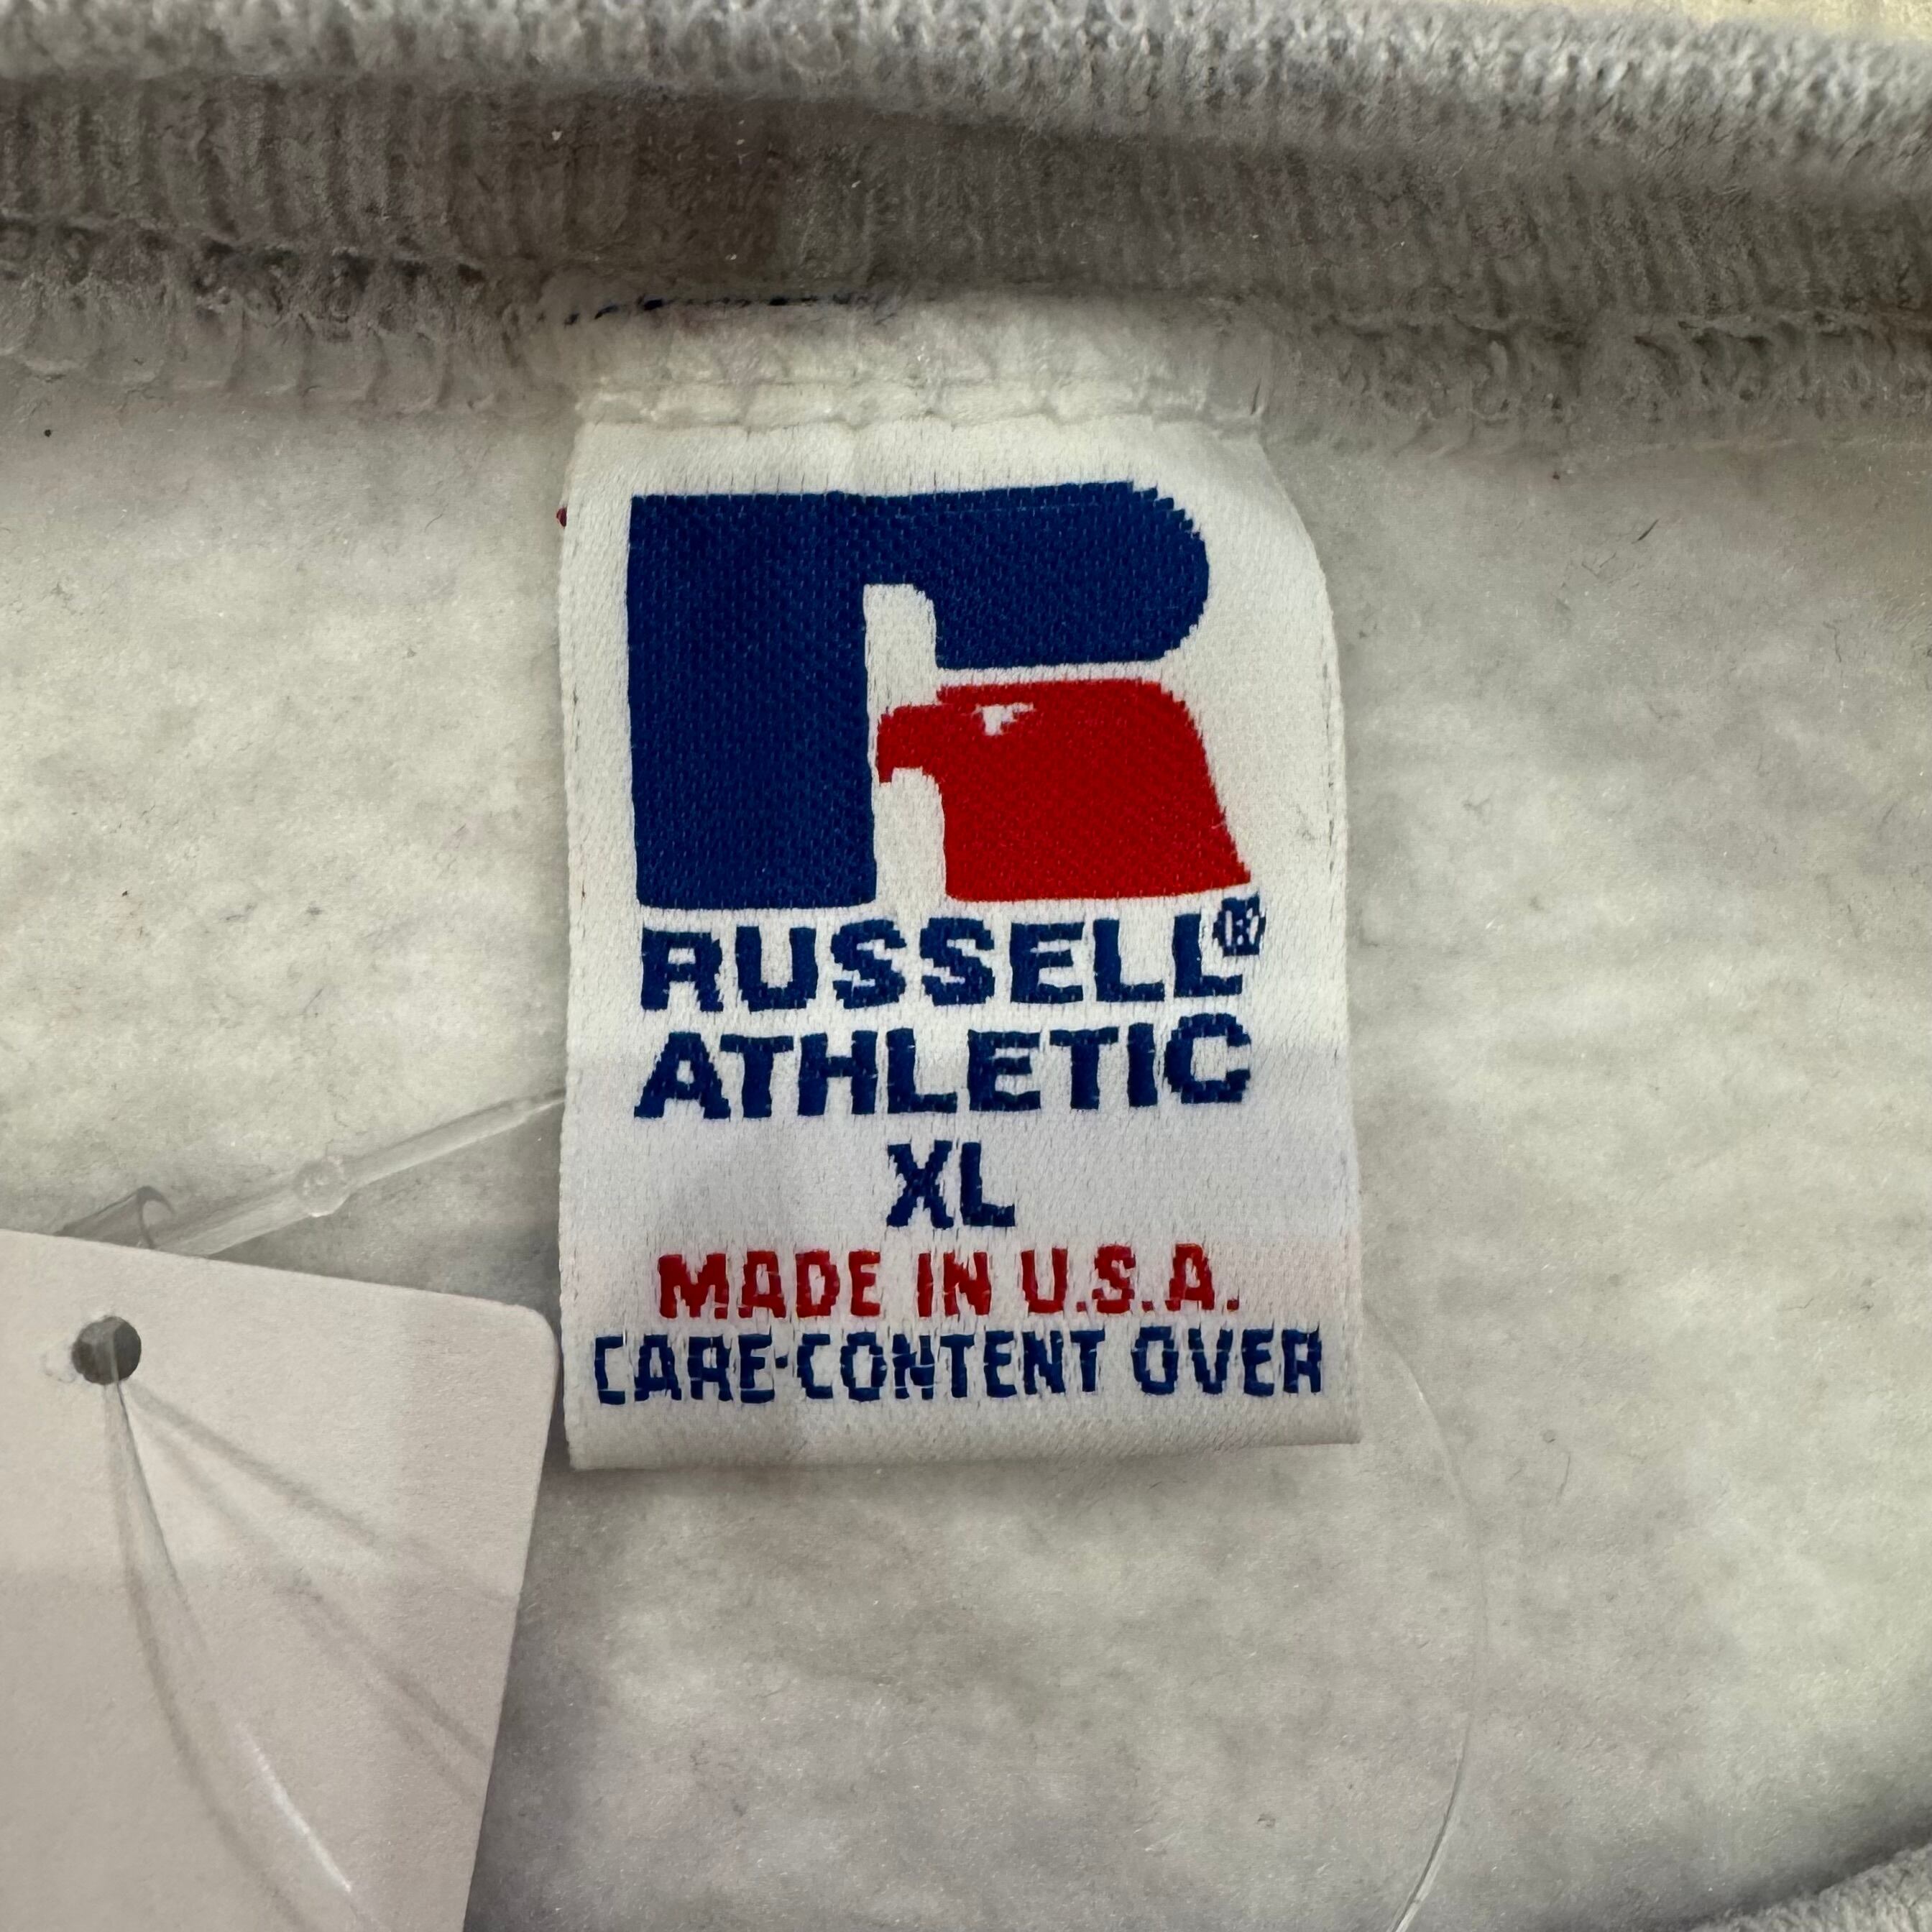 RUSSELL®
ATHLETIC
XL
MADE IN U.S.A.
CARE·CONTENT OVER